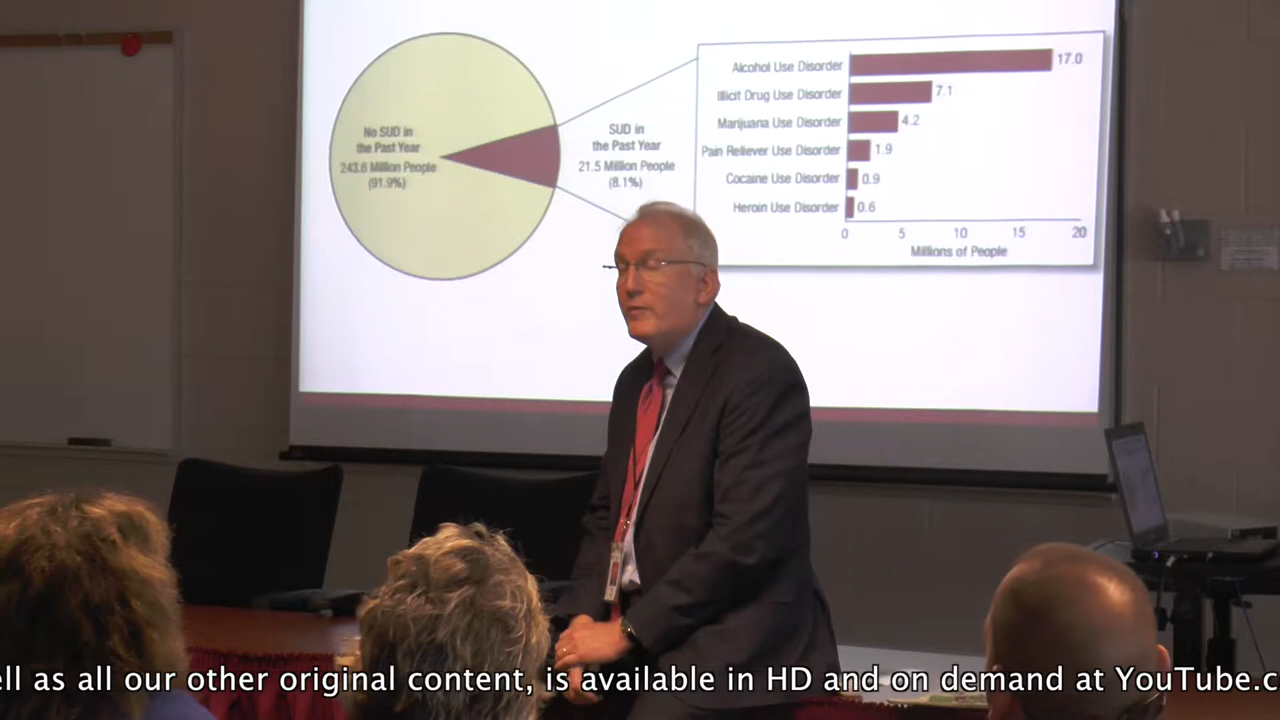 No SUD in
the Past Year
243.6 Million People
(91.9%)
SUD in
the Past Year
21.5 Million People
(8.1%)
Alcohol Use Disorder 17.0
Illicit Drug Use Disorder 7.1
Marijuana Use Disorder 4.2
Pain Reliever Use Disorder 1.9
Cocaine Use Disorder 0.9
Heroin Use Disorder 0.6
0 5 10 15 20
Millions of People
ell as all our other original content, is available in HD and on demand at YouTube.c